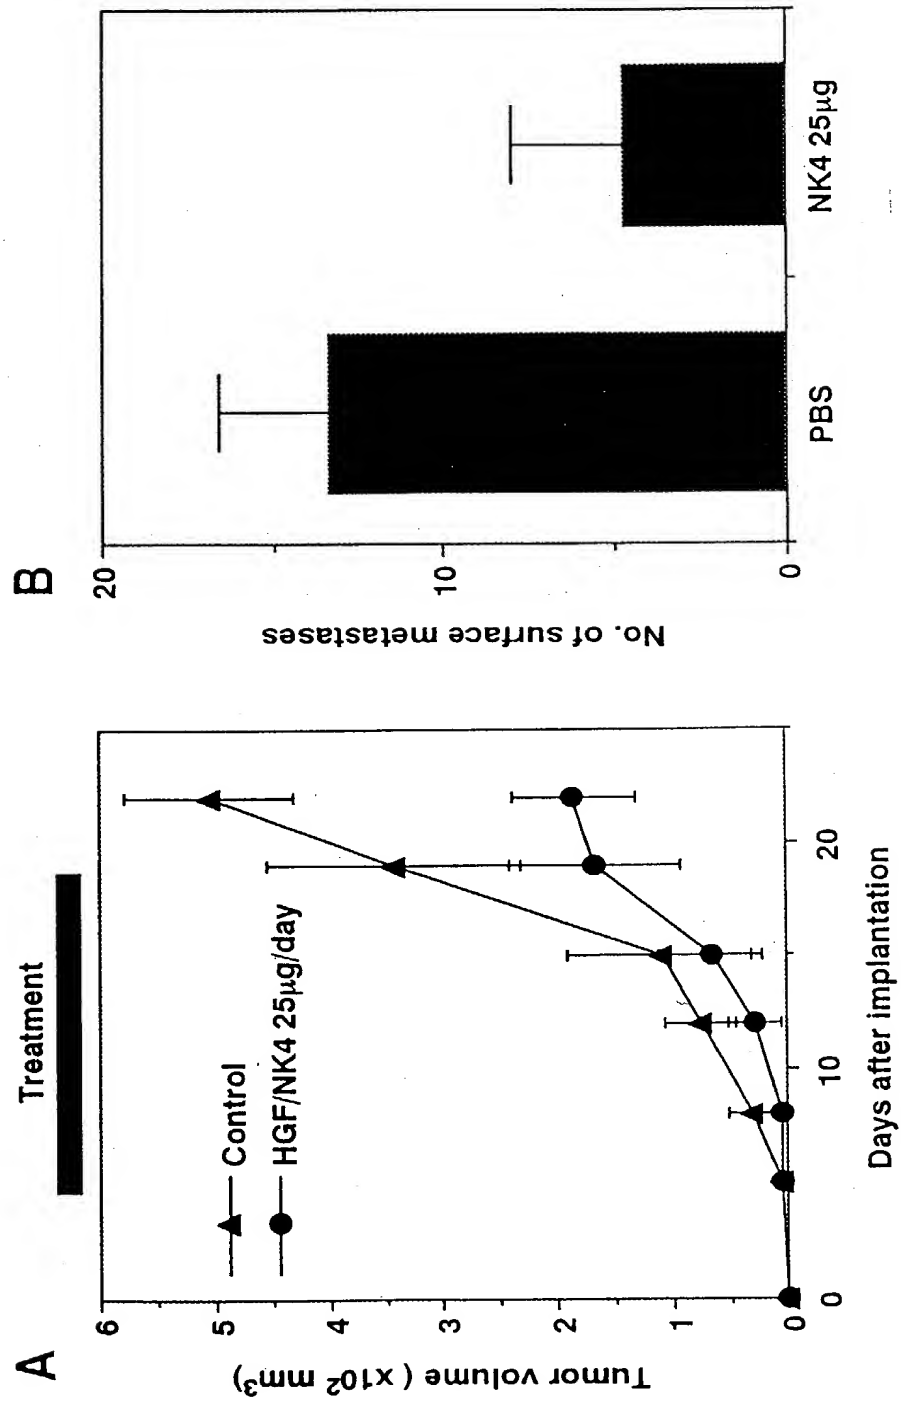 A
Treatment
Control
HGF/NK4 25µg/day
Tumor volume ( x10² mm³)
6
5
4
3
2
1
0
0
10
20
Days after implantation
B
No. of surface metastases
20
10
0
PBS
NK4 25µg